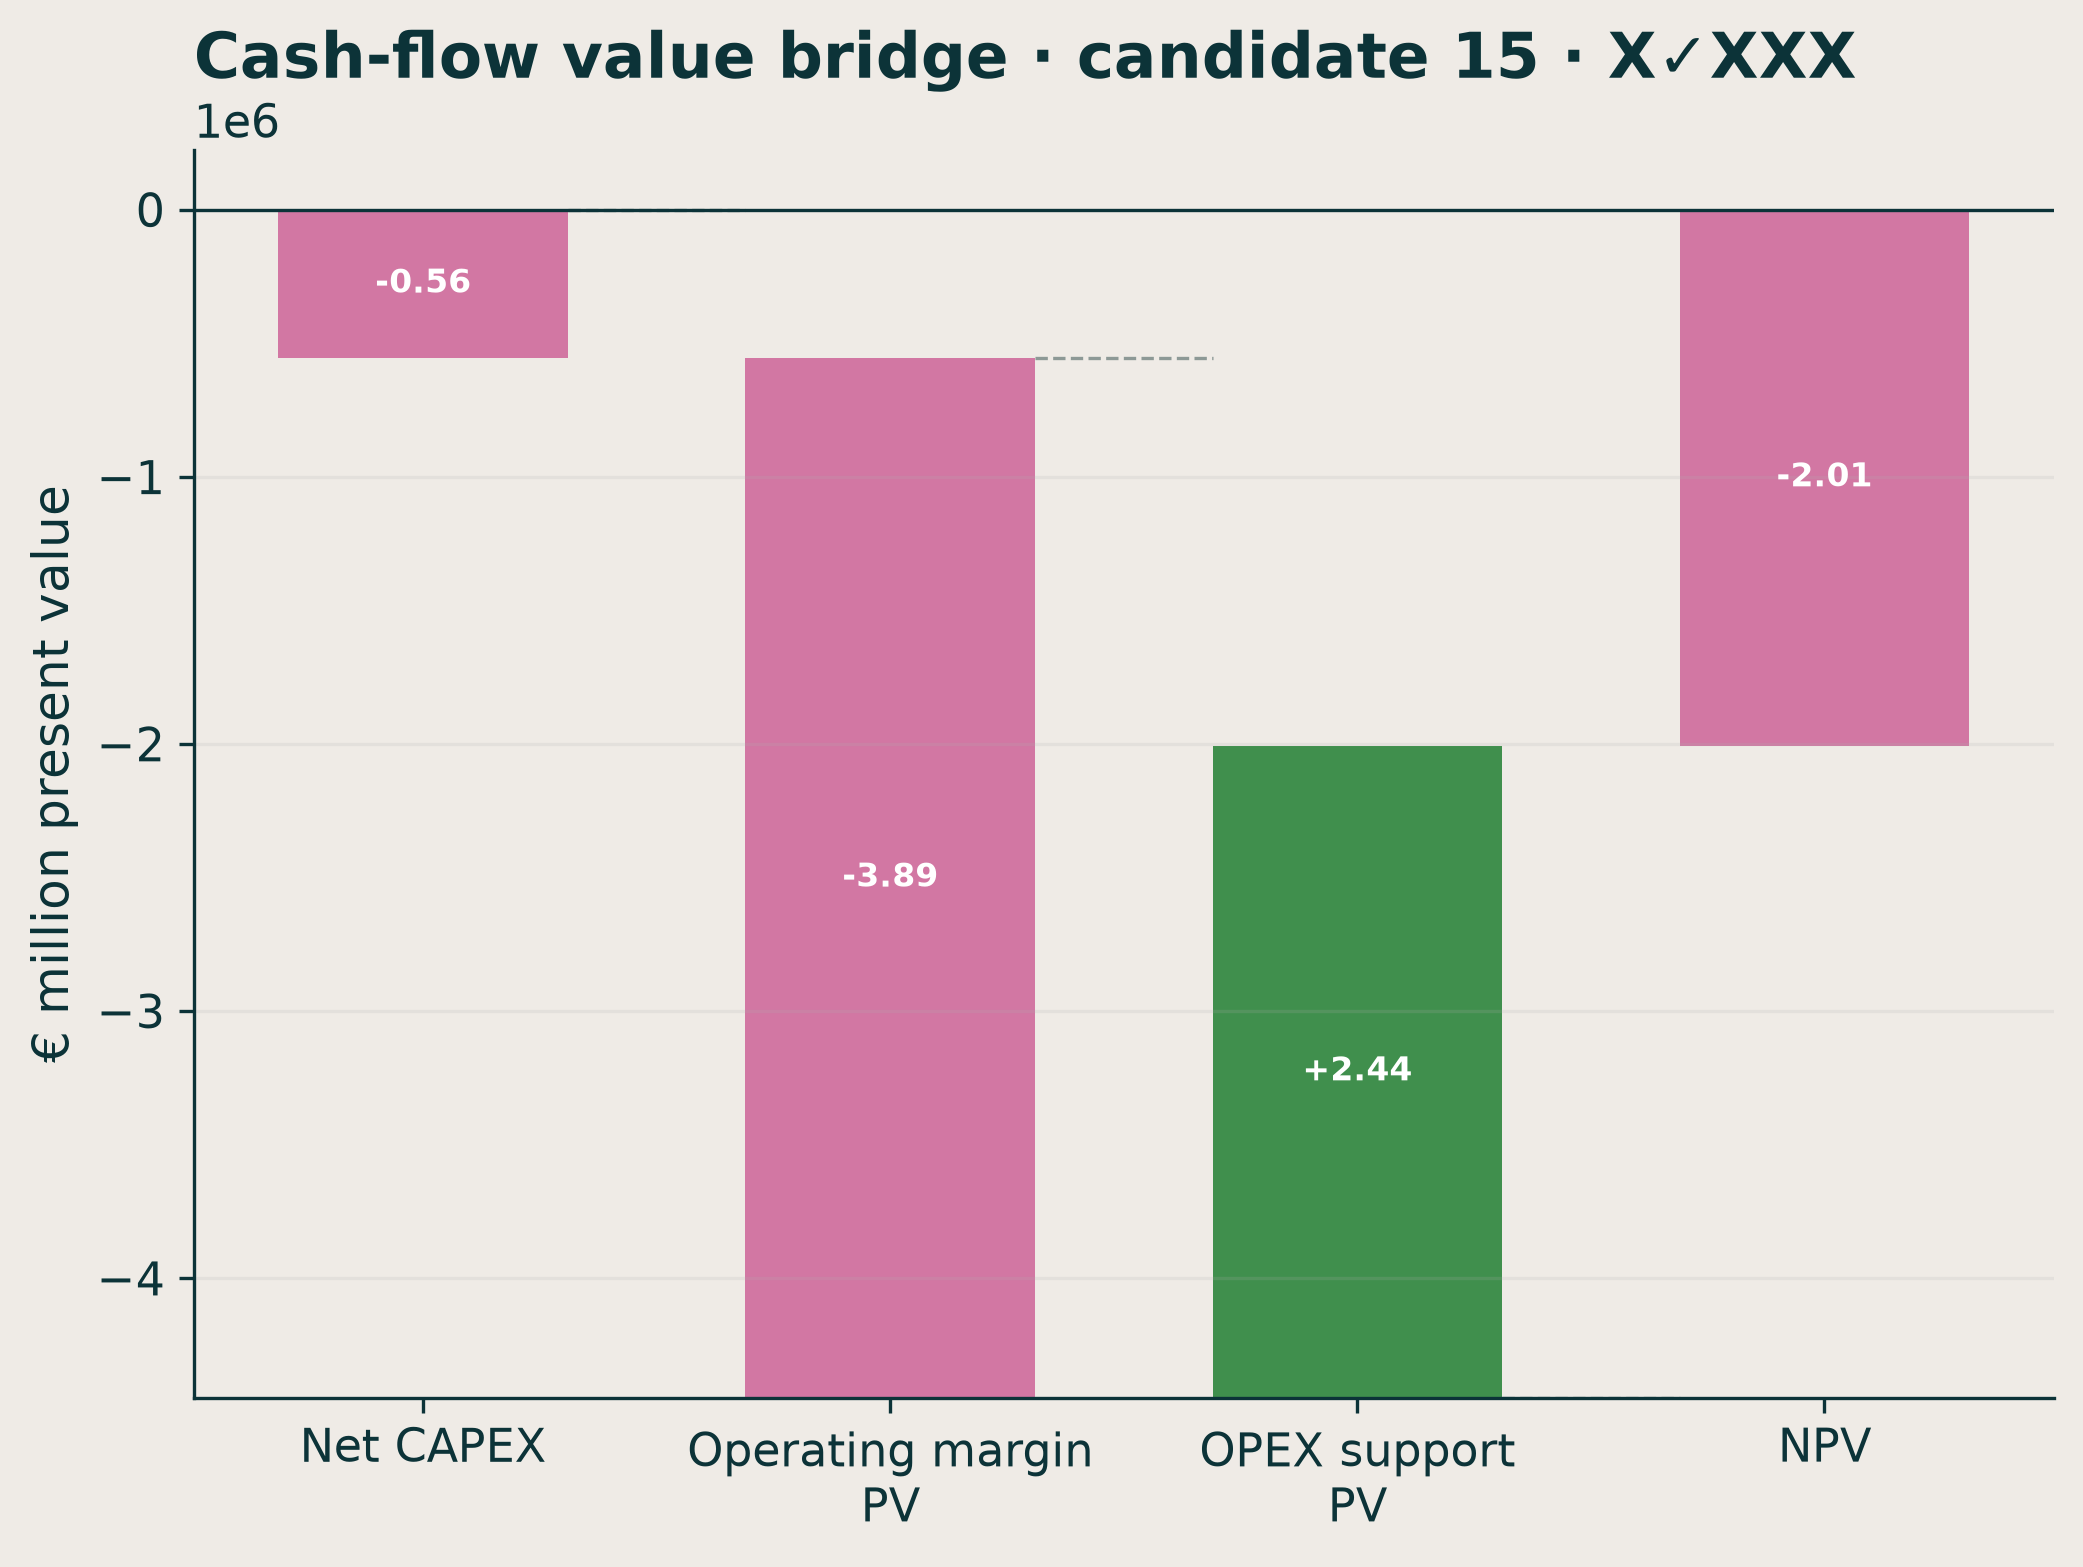 Cash-flow value bridge · candidate 15 · X✓XXX
1e6
€ million present value
0
−1
−2
−3
−4
-0.56
-3.89
+2.44
-2.01
Net CAPEX
Operating margin
PV
OPEX support
PV
NPV